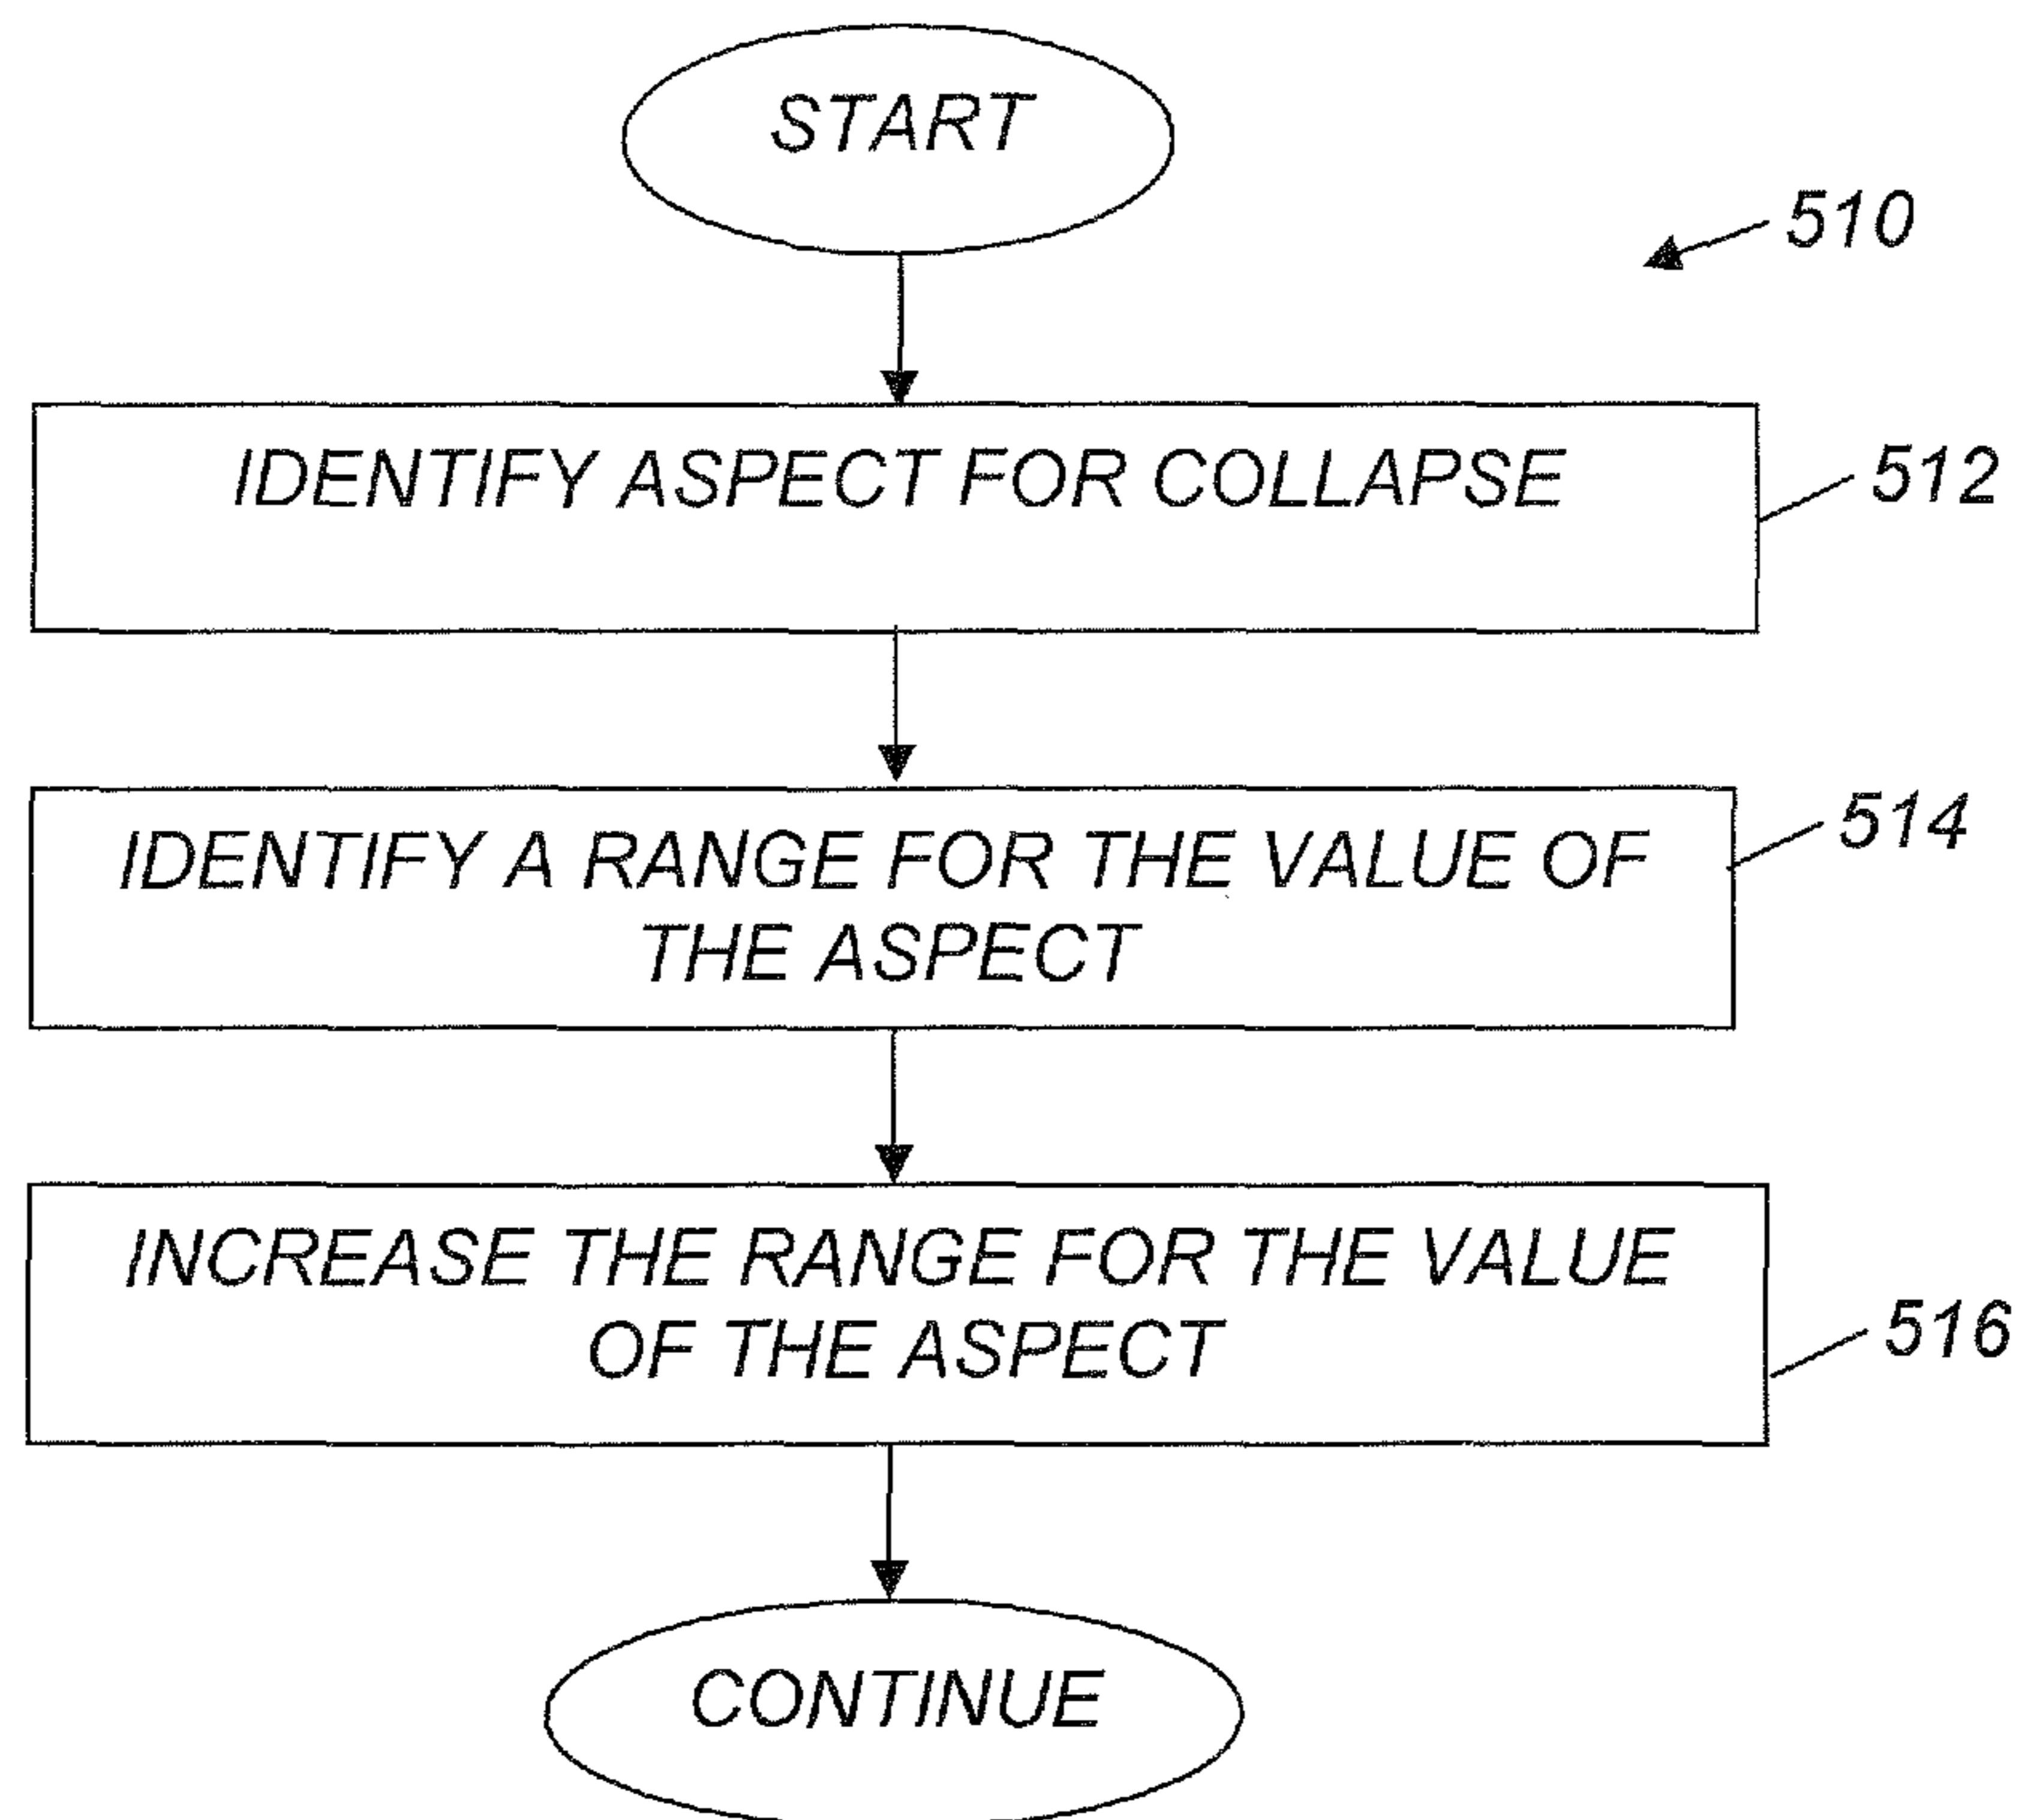 START
510
IDENTIFY ASPECT FOR COLLAPSE
512
IDENTIFY A RANGE FOR THE VALUE OF
THE ASPECT
514
INCREASE THE RANGE FOR THE VALUE
OF THE ASPECT
516
CONTINUE